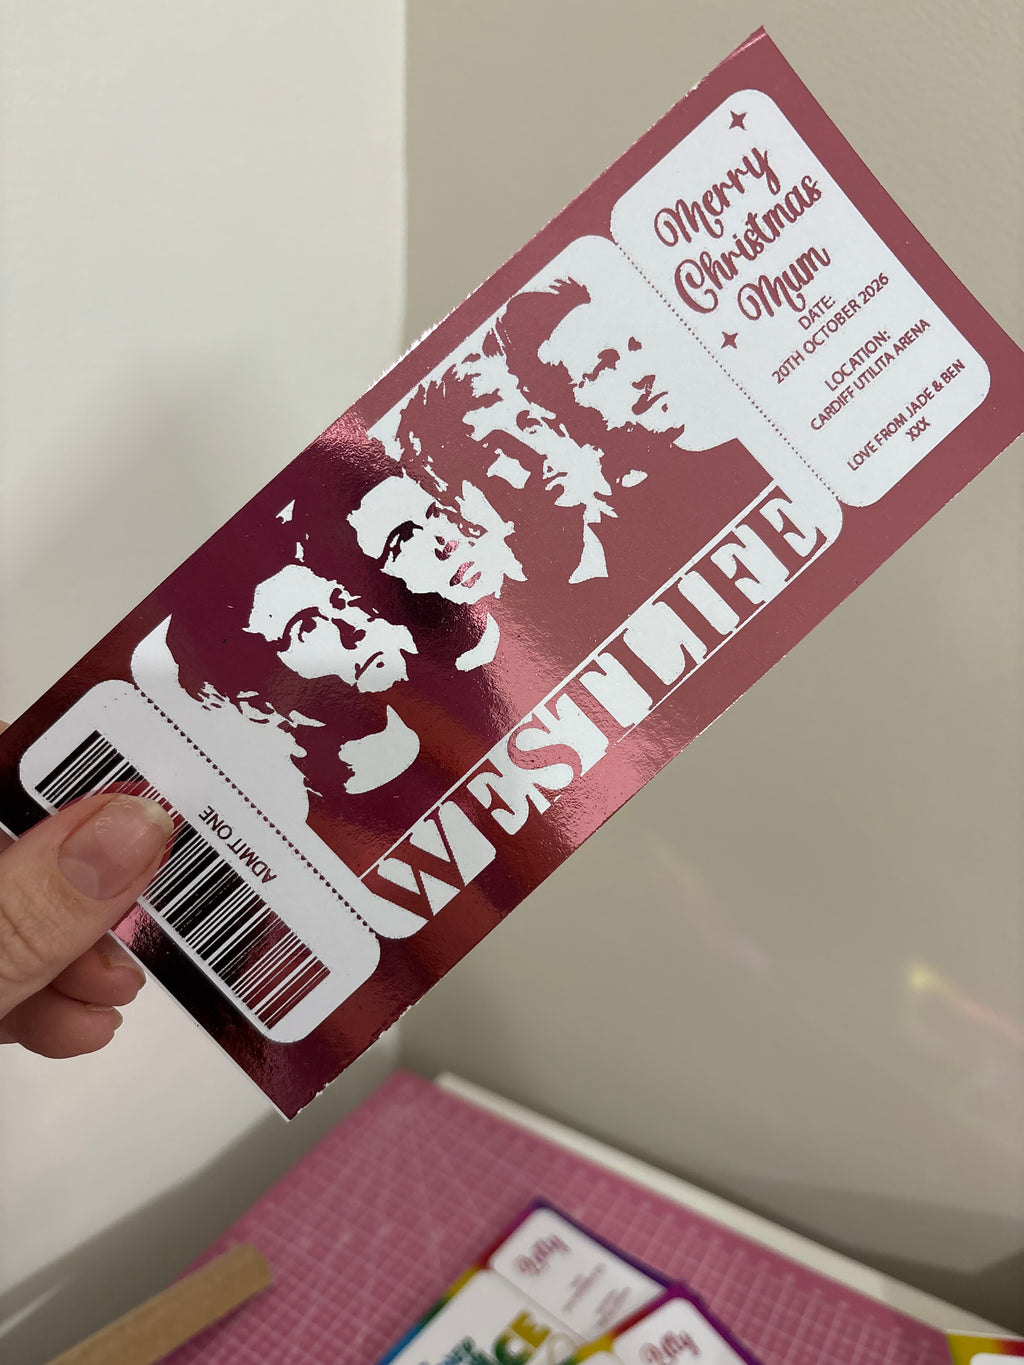 Merry
Christmas
Mum
DATE:
20TH OCTOBER 2026
LOCATION:
CARDIFF UTILITA ARENA
LOVE FROM JADE & BEN
XXX
WESTLIFE
ADMIT ONE